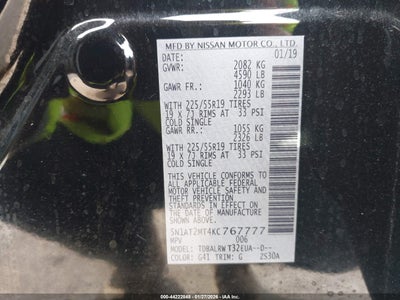 MFD BY NISSAN MOTOR CO., LTD.
DATE: 01/19
GVWR: 2082 KG
4590 LB
GAWR FR.: 1040 KG
2293 LB
WITH 225/55R19 TIRES
19 X 7J RIMS AT 33 PSI
COLD SINGLE
GAWR RR.: 1055 KG
2326 LB
WITH 225/55R19 TIRES
19 X 7J RIMS AT 33 PSI
COLD SINGLE
THIS VEHICLE CONFORMS TO ALL
APPLICABLE U.S. FEDERAL
MOTOR VEHICLE SAFETY AND
THEFT PREVENTION
STANDARDS IN EFFECT ON THE
DATE OF MANUFACTURE
SHOWN ABOVE.
5N1AT2MT4KC767777
MPV 006
MODEL: TDBALRWT32EUA--D--
COLOR: G41 TRIM: G 2S30A
000-44222848 - 01/27/2026 - IAAI.com